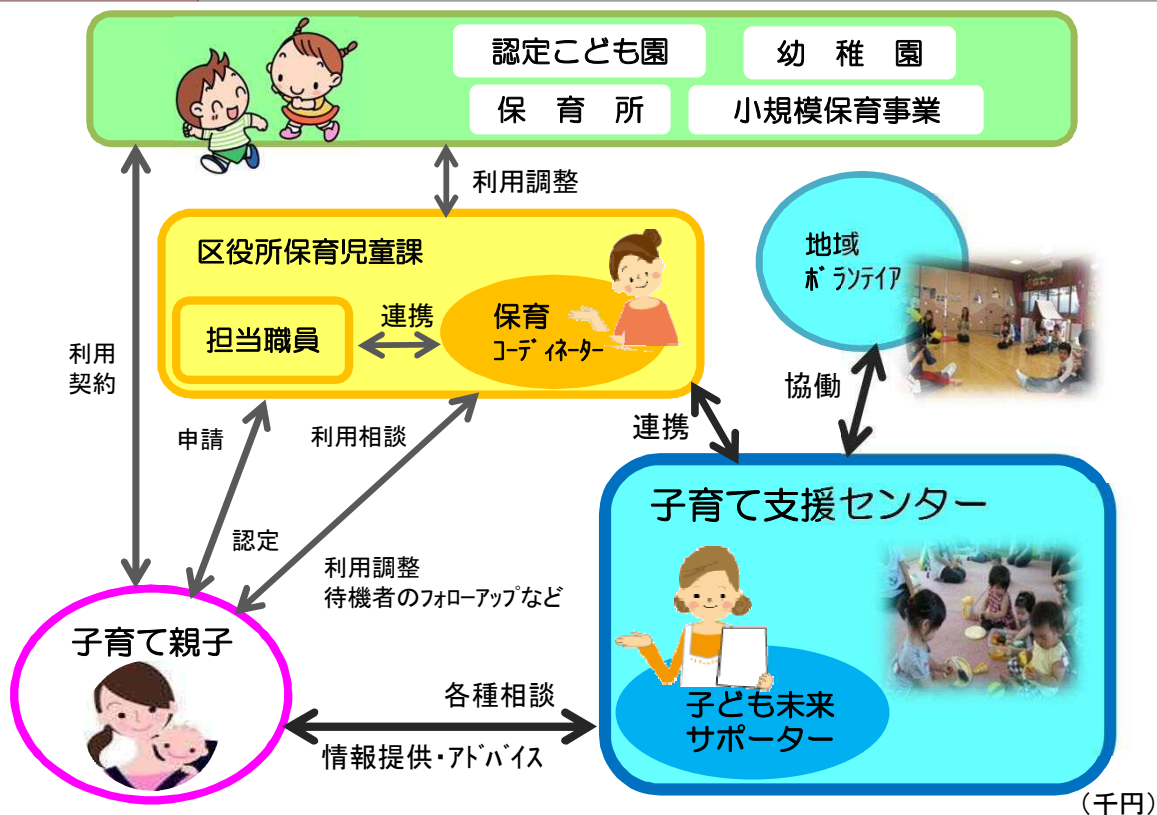 認定こども園
幼 稚 園
保 育 所
小規模保育事業
利用調整
区役所保育児童課
担当職員
連携
保育
コーディネーター
地域
ボランテイア
利用
契約
申請
利用相談
連携
協働
認定
利用調整
待機者のフォローアップなど
子育て支援センター
子育て親子
各種相談
情報提供・アドバイス
子ども未来
サポーター
（千円）